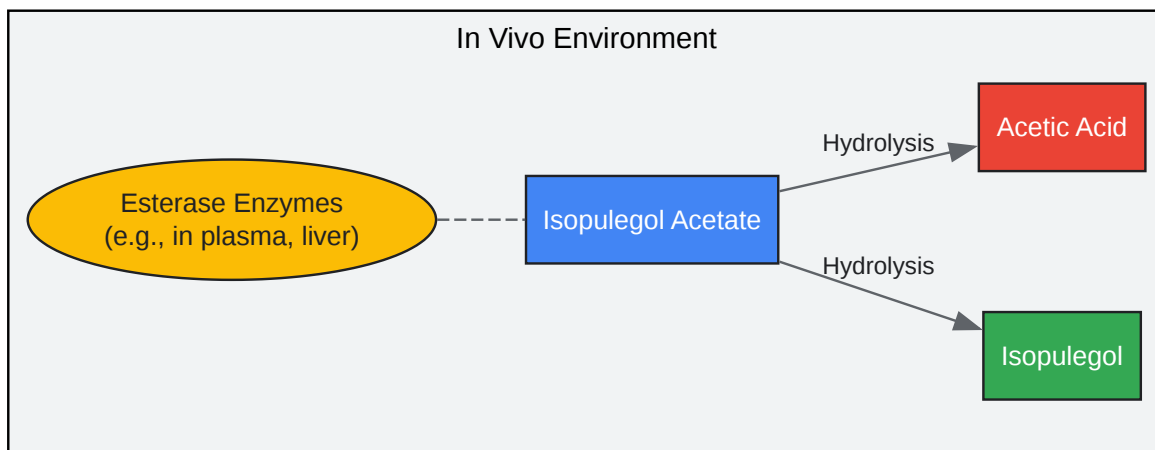 In Vivo Environment
Esterase Enzymes
(e.g., in plasma, liver)
Isopulegol Acetate
Hydrolysis
Acetic Acid
Hydrolysis
Isopulegol